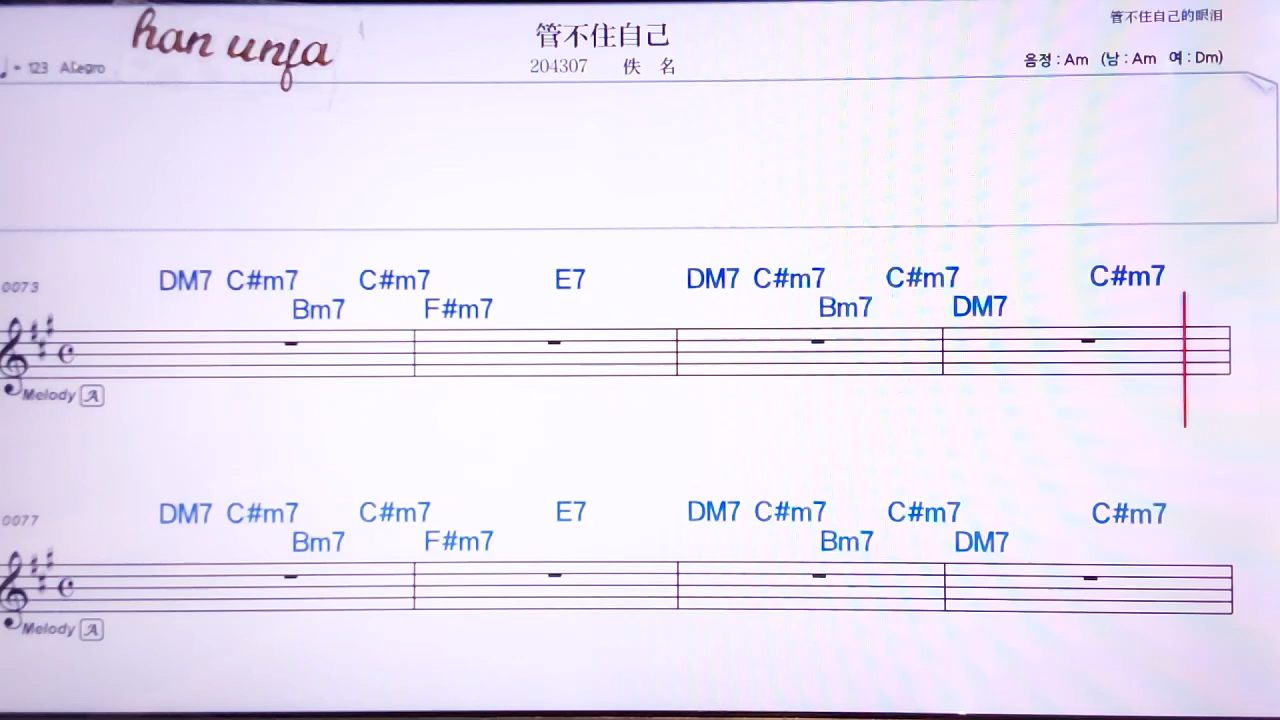 han unfa
管不住自己
管不住自己的眼泪
204307 佚 名
♩ = 123 Allegro
음정 : Am (남 : Am 여 : Dm)
0073
DM7 C#m7 C#m7 E7 DM7 C#m7 C#m7 C#m7
Bm7 F#m7 Bm7 DM7
Melody A
0077
DM7 C#m7 C#m7 E7 DM7 C#m7 C#m7 C#m7
Bm7 F#m7 Bm7 DM7
Melody A